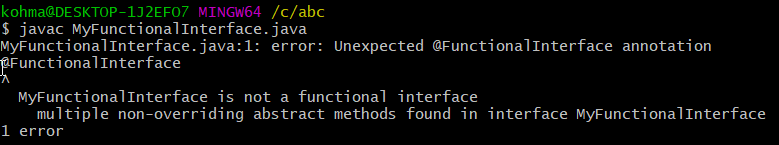 kohma@DESKTOP-1J2EFO7 MINGW64 /c/abc
$ javac MyFunctionalInterface.java
MyFunctionalInterface.java:1: error: Unexpected @FunctionalInterface annotation
@FunctionalInterface
^
  MyFunctionalInterface is not a functional interface
    multiple non-overriding abstract methods found in interface MyFunctionalInterface
1 error